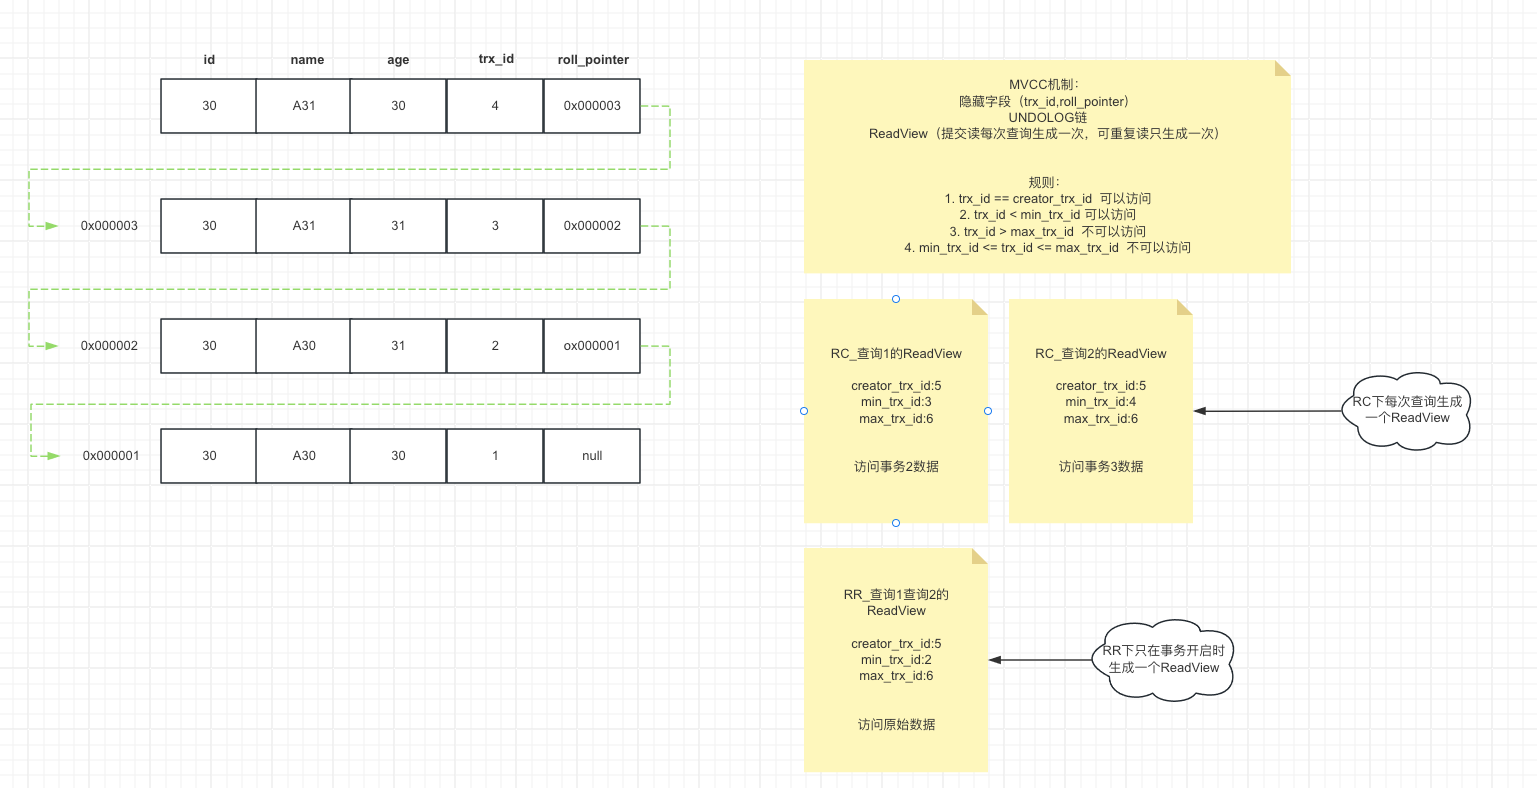 id name age trx_id roll_pointer
30 A31 30 4 0x000003
0x000003 30 A31 31 3 0x000002
0x000002 30 A30 31 2 ox000001
0x000001 30 A30 30 1 null
MVCC机制：
隐藏字段（trx_id,roll_pointer）
UNDOLOG链
ReadView（提交读每次查询生成一次，可重复读只生成一次）
规则：
1. trx_id == creator_trx_id 可以访问
2. trx_id < min_trx_id 可以访问
3. trx_id > max_trx_id 不可以访问
4. min_trx_id <= trx_id <= max_trx_id 不可以访问
RC_查询1的ReadView
creator_trx_id:5
min_trx_id:3
max_trx_id:6
访问事务2数据
RC_查询2的ReadView
creator_trx_id:5
min_trx_id:4
max_trx_id:6
访问事务3数据
RC下每次查询生成
一个ReadView
RR_查询1查询2的
ReadView
creator_trx_id:5
min_trx_id:2
max_trx_id:6
访问原始数据
RR下只在事务开启时
生成一个ReadView